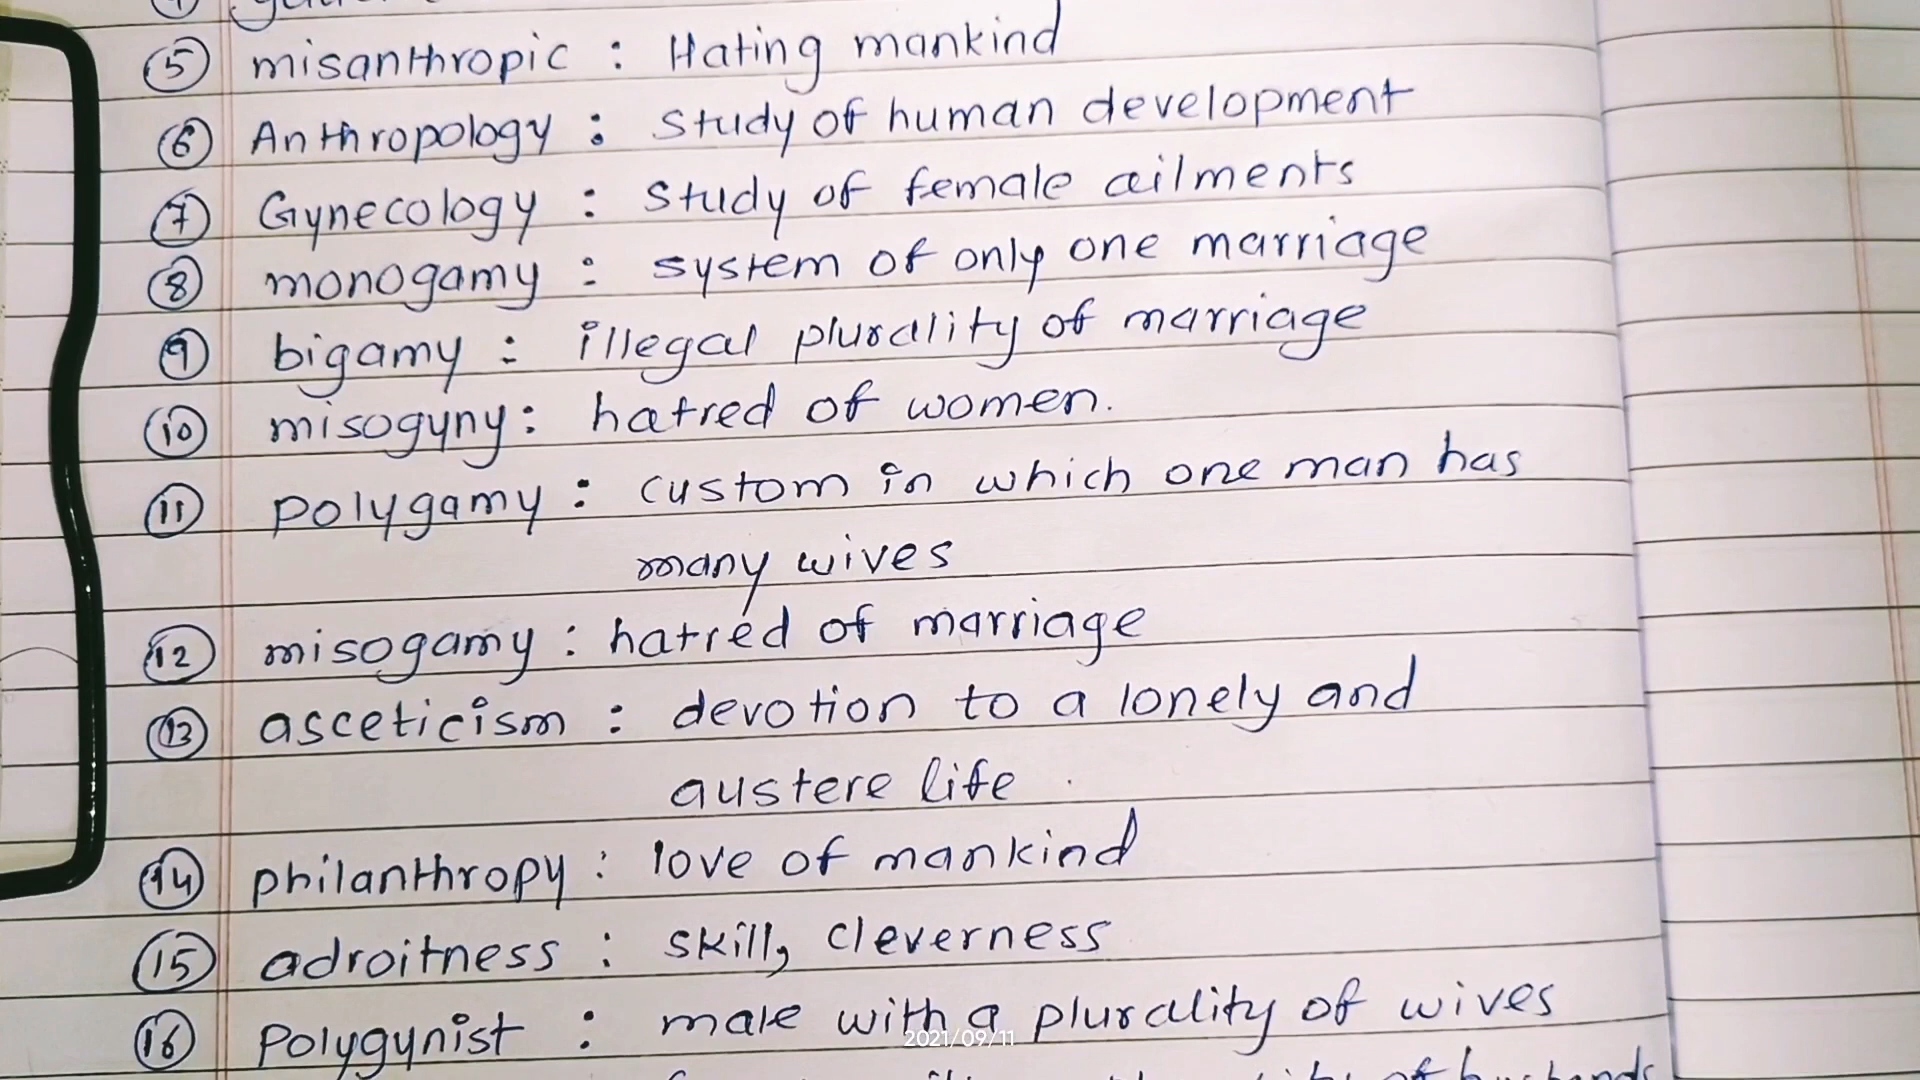 5 misanthropic : Hating mankind
6 Anthropology : study of human development
7 Gynecology : study of female ailments
8 monogamy : system of only one marriage
9 bigamy : illegal plurality of marriage
10 misogyny : hatred of women.
11 polygamy : custom in which one man has
many wives
12 misogamy : hatred of marriage
13 asceticism : devotion to a lonely and
austere life
14 philanthropy : love of mankind
15 adroitness : skill, cleverness
16 polygynist : male with a plurality of wives
2021/09/11
of husbands